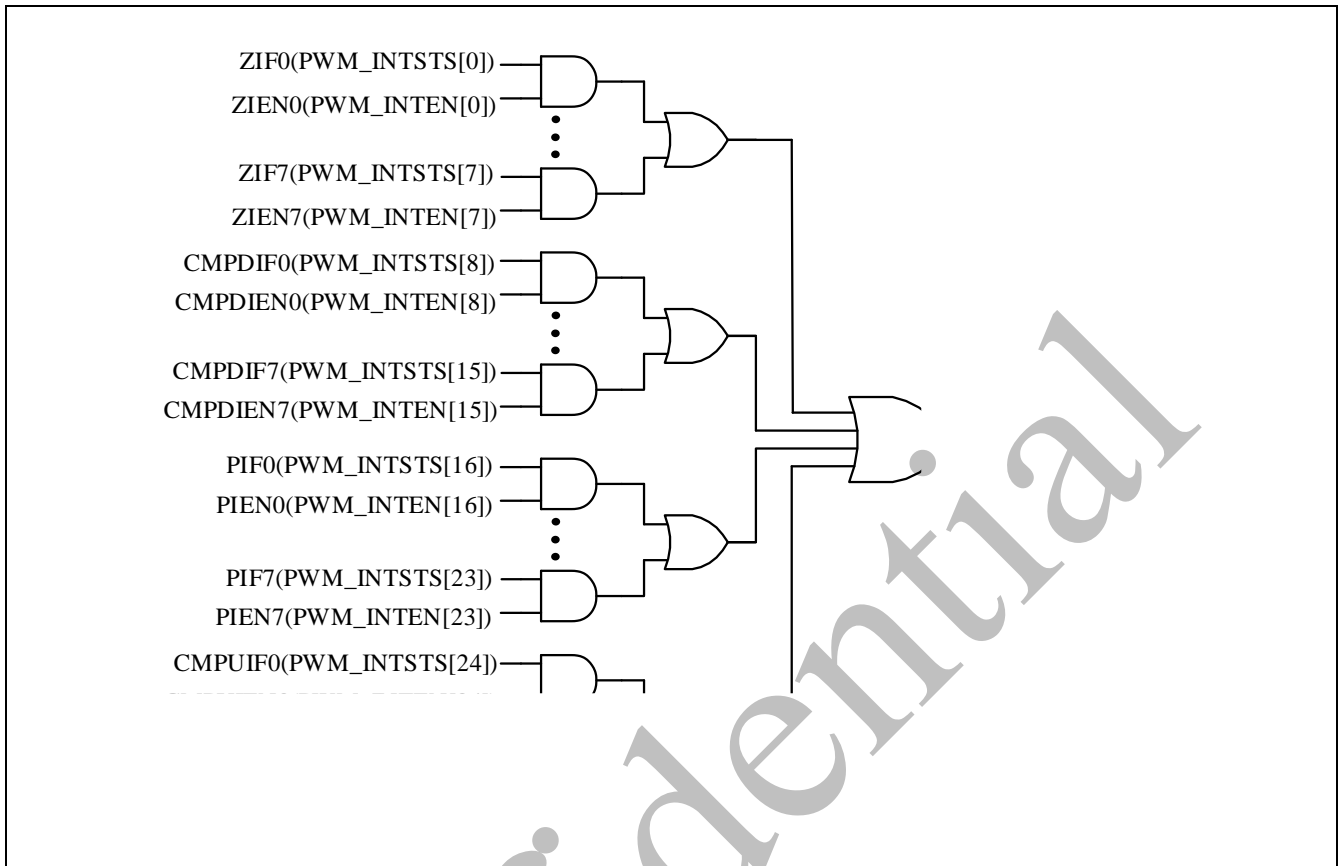 ZIF0(PWM_INTSTS[0])
ZIEN0(PWM_INTEN[0])
ZIF7(PWM_INTSTS[7])
ZIEN7(PWM_INTEN[7])
CMPDIF0(PWM_INTSTS[8])
CMPDIEN0(PWM_INTEN[8])
CMPDIF7(PWM_INTSTS[15])
CMPDIEN7(PWM_INTEN[15])
PIF0(PWM_INTSTS[16])
PIEN0(PWM_INTEN[16])
PIF7(PWM_INTSTS[23])
PIEN7(PWM_INTEN[23])
CMPUIF0(PWM_INTSTS[24])
idential